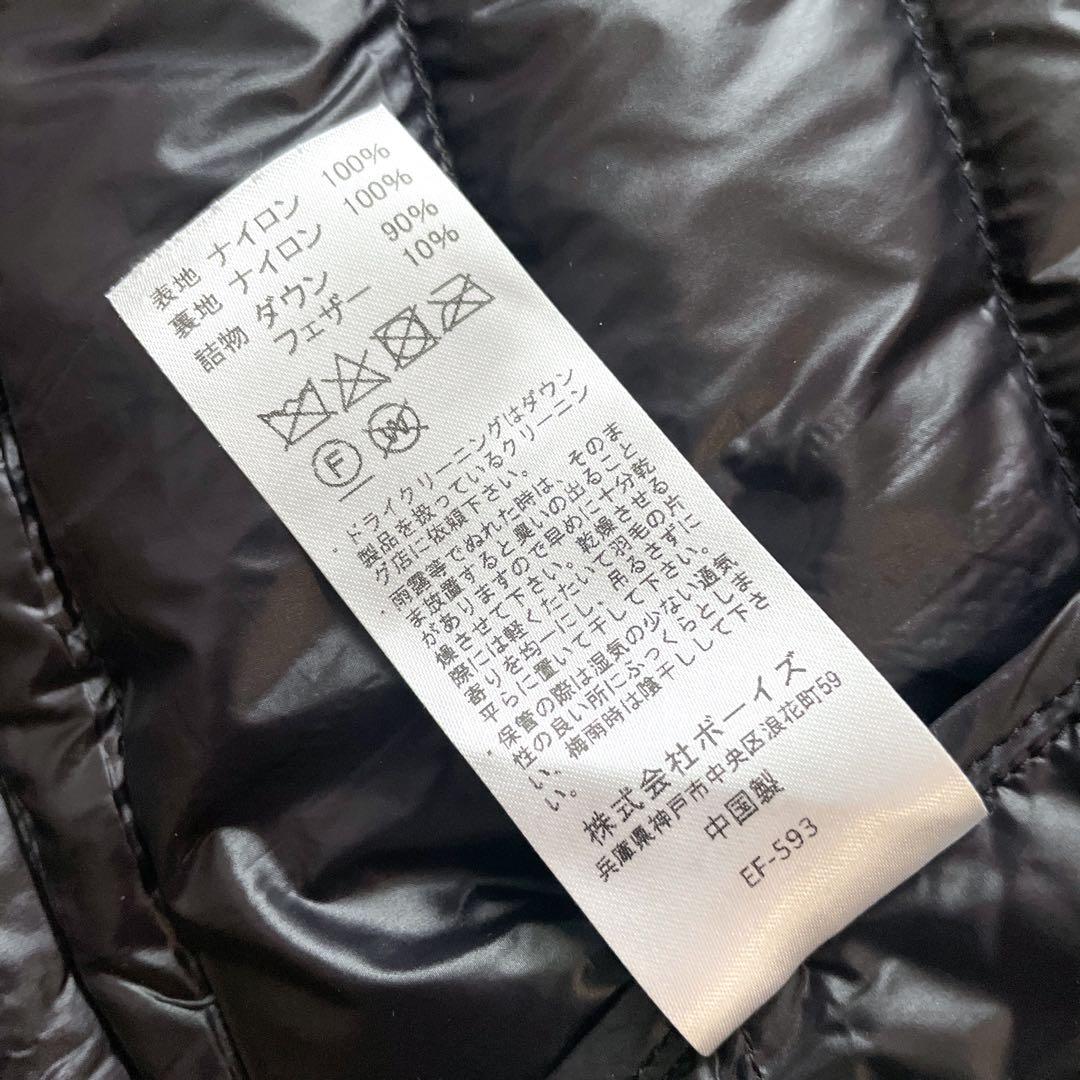 表地 ナイロン 100%
裏地 ナイロン 100%
詰物 ダウン 90%
フェザー 10%
F W
・ドライクリーニングはダウン
製品を扱っているクリーニン
グ店に依頼下さい。
・雨露等でぬれた時は、そのま
ま放置すると臭いの出ること
がありますので早めに十分乾
燥させて下さい。乾燥させる
際には軽くたたいて羽毛の片
寄りを均一にし、吊るさずに
平らに置いて干して下さい。
・保管の際は湿気の少ない通気
性の良い所にふっくらとしま
い、梅雨時は陰干しして下さ
い。
株式会社ボーイズ
兵庫県神戸市中央区浪花町59
中国製
EF-593